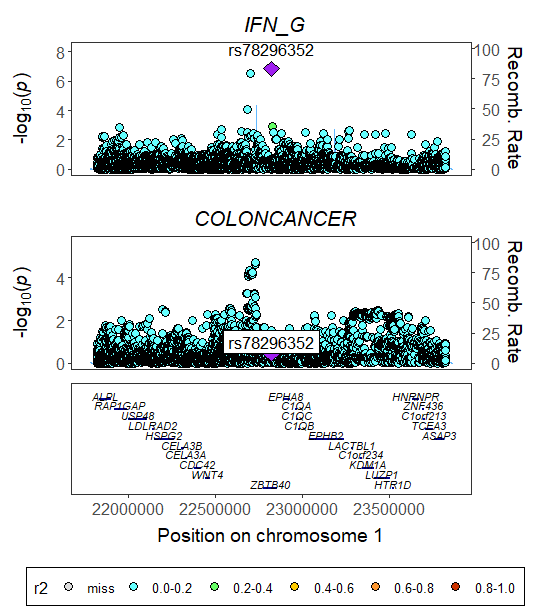 IFN_G
rs78296352
8
6
4
2
0
-log10(p)
100
75
50
25
0
Recomb. Rate
COLONCANCER
rs78296352
4
2
0
-log10(p)
100
75
50
25
0
Recomb. Rate
ALPL EPHA8 HNRNPR
RAP1GAP C1QA ZNF436
USP48 C1QC C1orf213
LDLRAD2 C1QB TCEA3
HSPG2 EPHB2 ASAP3
CELA3B LACTBL1
CELA3A C1orf234
CDC42 KDM1A
WNT4 LUZP1
ZBTB40 HTR1D
22000000 22500000 23000000 23500000
Position on chromosome 1
r2 miss 0.0-0.2 0.2-0.4 0.4-0.6 0.6-0.8 0.8-1.0